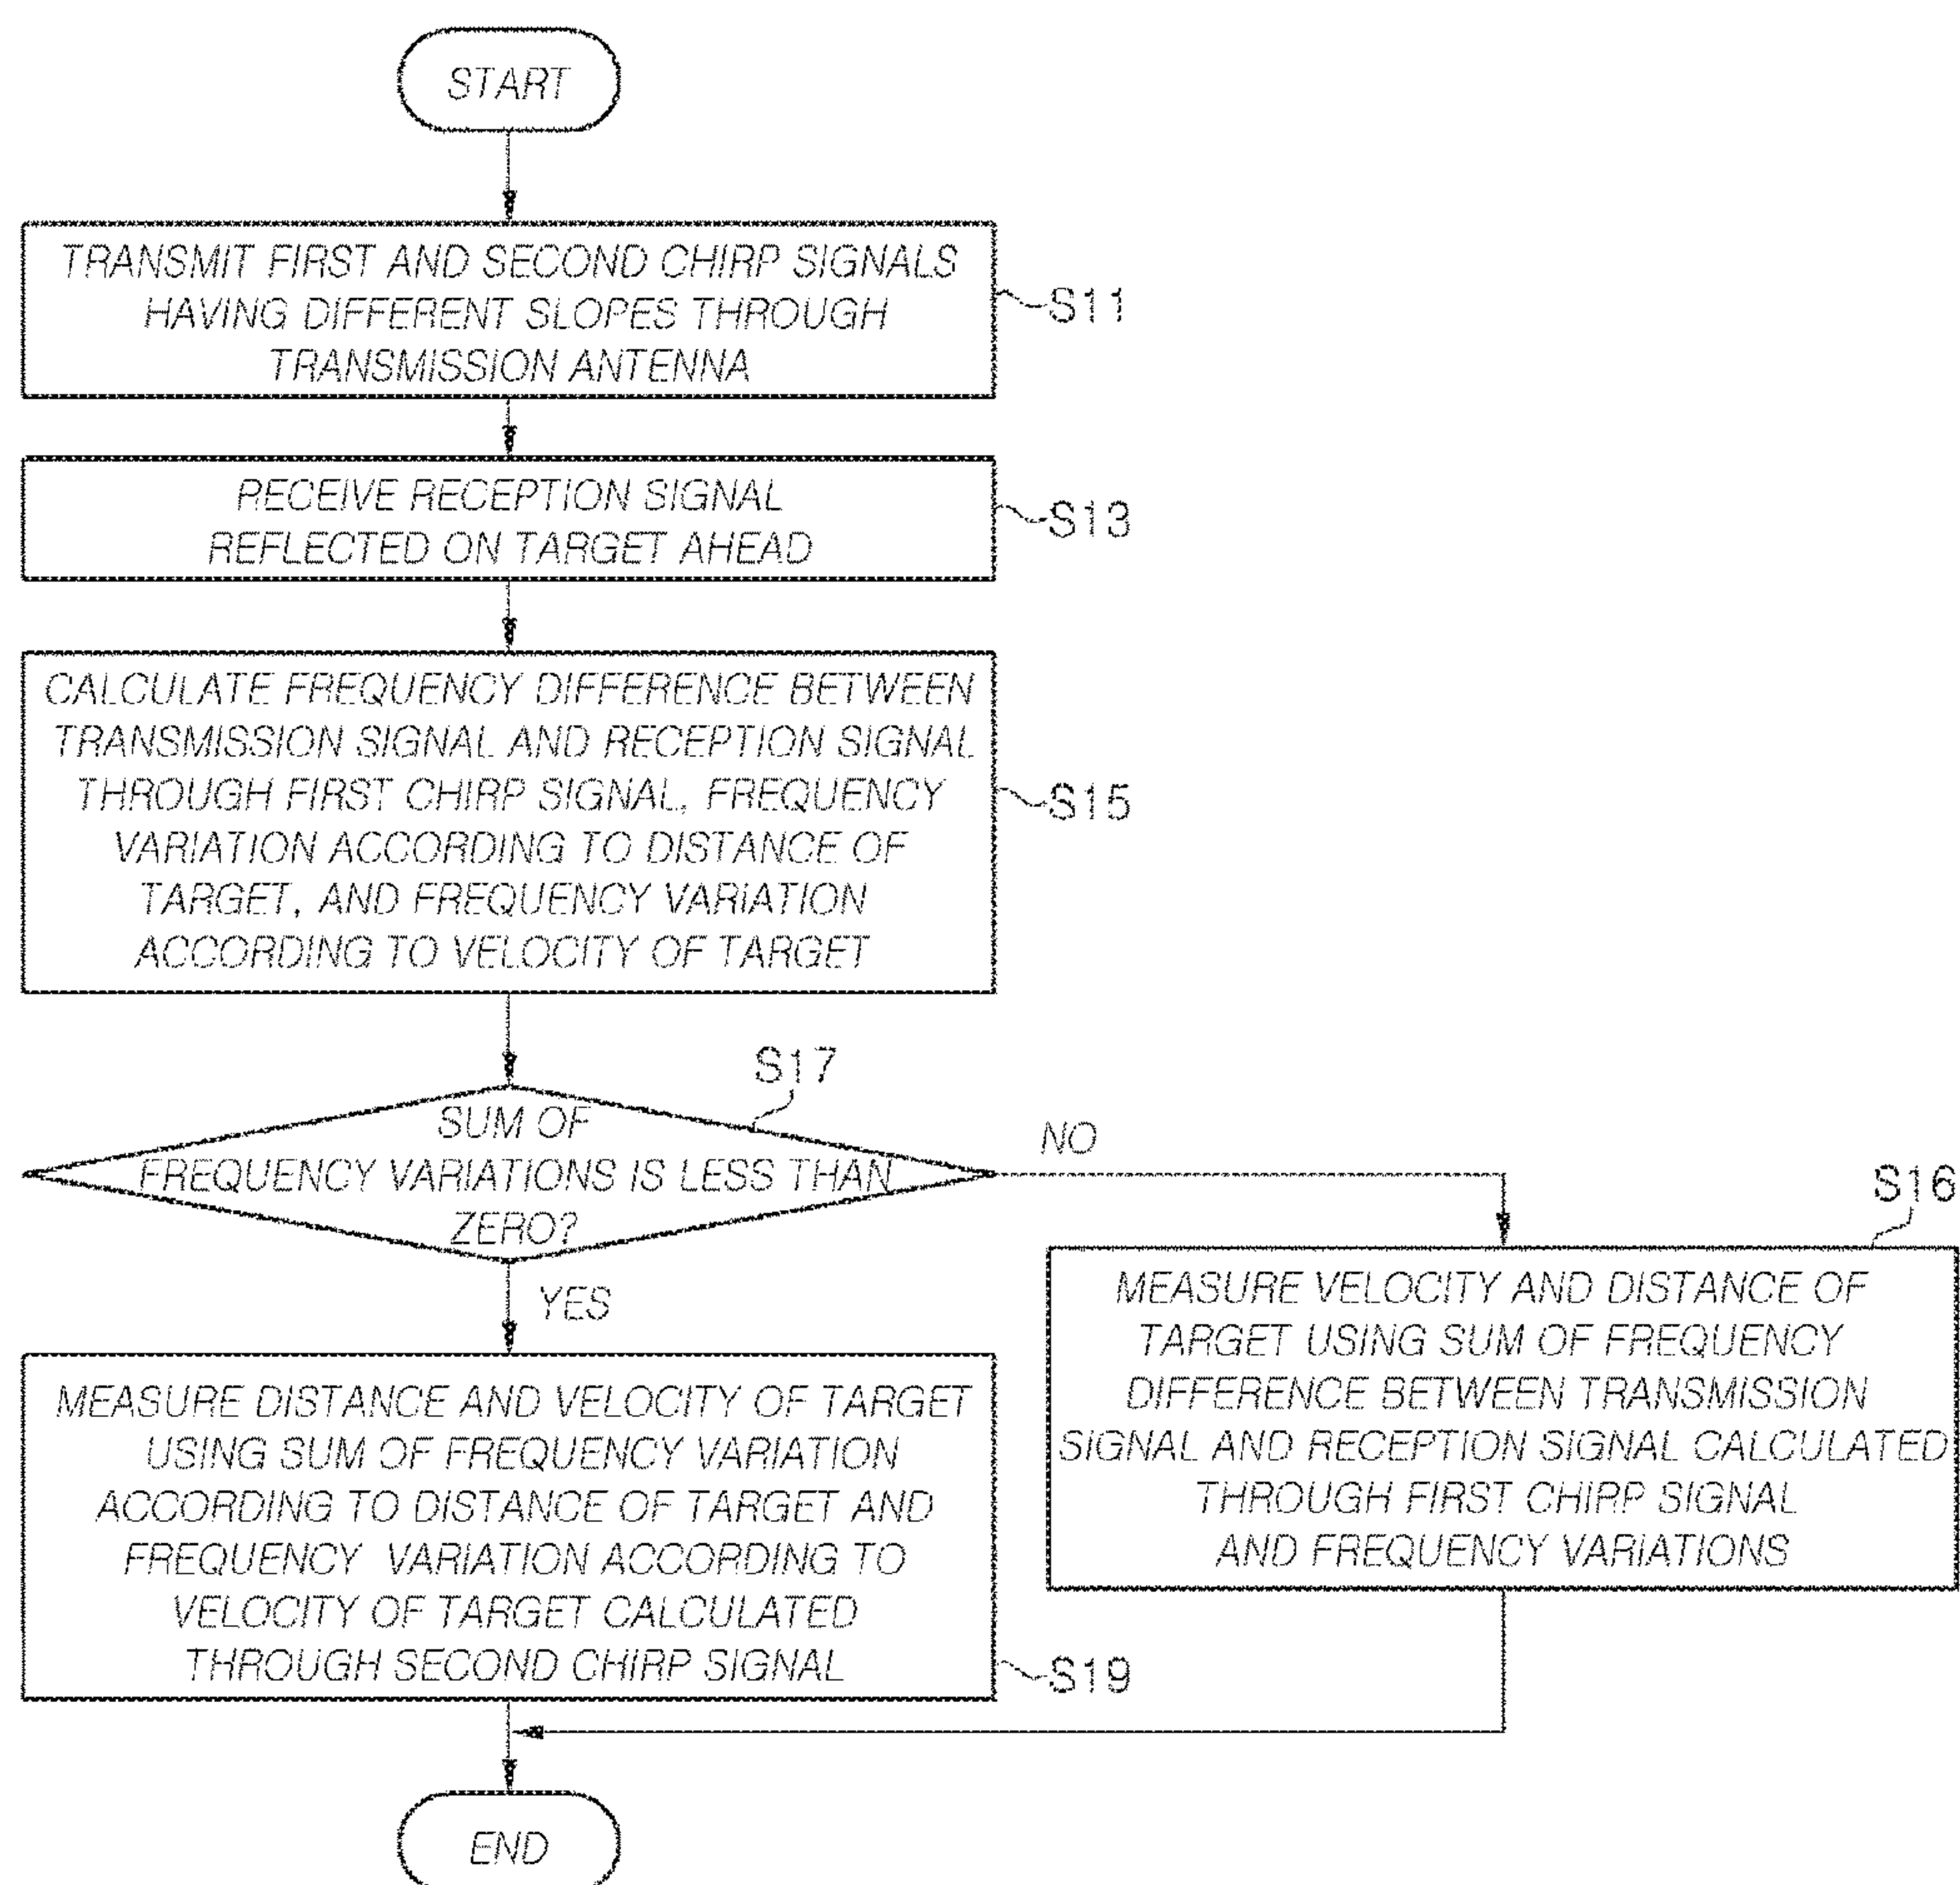 START
TRANSMIT FIRST AND SECOND CHIRP SIGNALS
HAVING DIFFERENT SLOPES THROUGH
TRANSMISSION ANTENNA
S11
RECEIVE RECEPTION SIGNAL
REFLECTED ON TARGET AHEAD
S13
CALCULATE FREQUENCY DIFFERENCE BETWEEN
TRANSMISSION SIGNAL AND RECEPTION SIGNAL
THROUGH FIRST CHIRP SIGNAL, FREQUENCY
VARIATION ACCORDING TO DISTANCE OF
TARGET, AND FREQUENCY VARIATION
ACCORDING TO VELOCITY OF TARGET
S15
S17
SUM OF
FREQUENCY VARIATIONS IS LESS THAN
ZERO?
NO
YES
S16
MEASURE VELOCITY AND DISTANCE OF
TARGET USING SUM OF FREQUENCY
DIFFERENCE BETWEEN TRANSMISSION
SIGNAL AND RECEPTION SIGNAL CALCULATED
THROUGH FIRST CHIRP SIGNAL
AND FREQUENCY VARIATIONS
MEASURE DISTANCE AND VELOCITY OF TARGET
USING SUM OF FREQUENCY VARIATION
ACCORDING TO DISTANCE OF TARGET AND
FREQUENCY VARIATION ACCORDING TO
VELOCITY OF TARGET CALCULATED
THROUGH SECOND CHIRP SIGNAL
S19
END